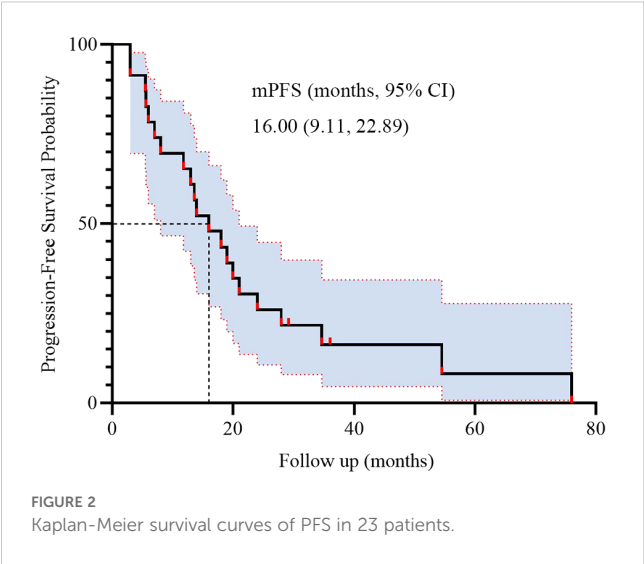 100
50
0
Progression-Free Survival Probability
mPFS (months, 95% CI)
16.00 (9.11, 22.89)
0 20 40 60 80
Follow up (months)
FIGURE 2
Kaplan-Meier survival curves of PFS in 23 patients.